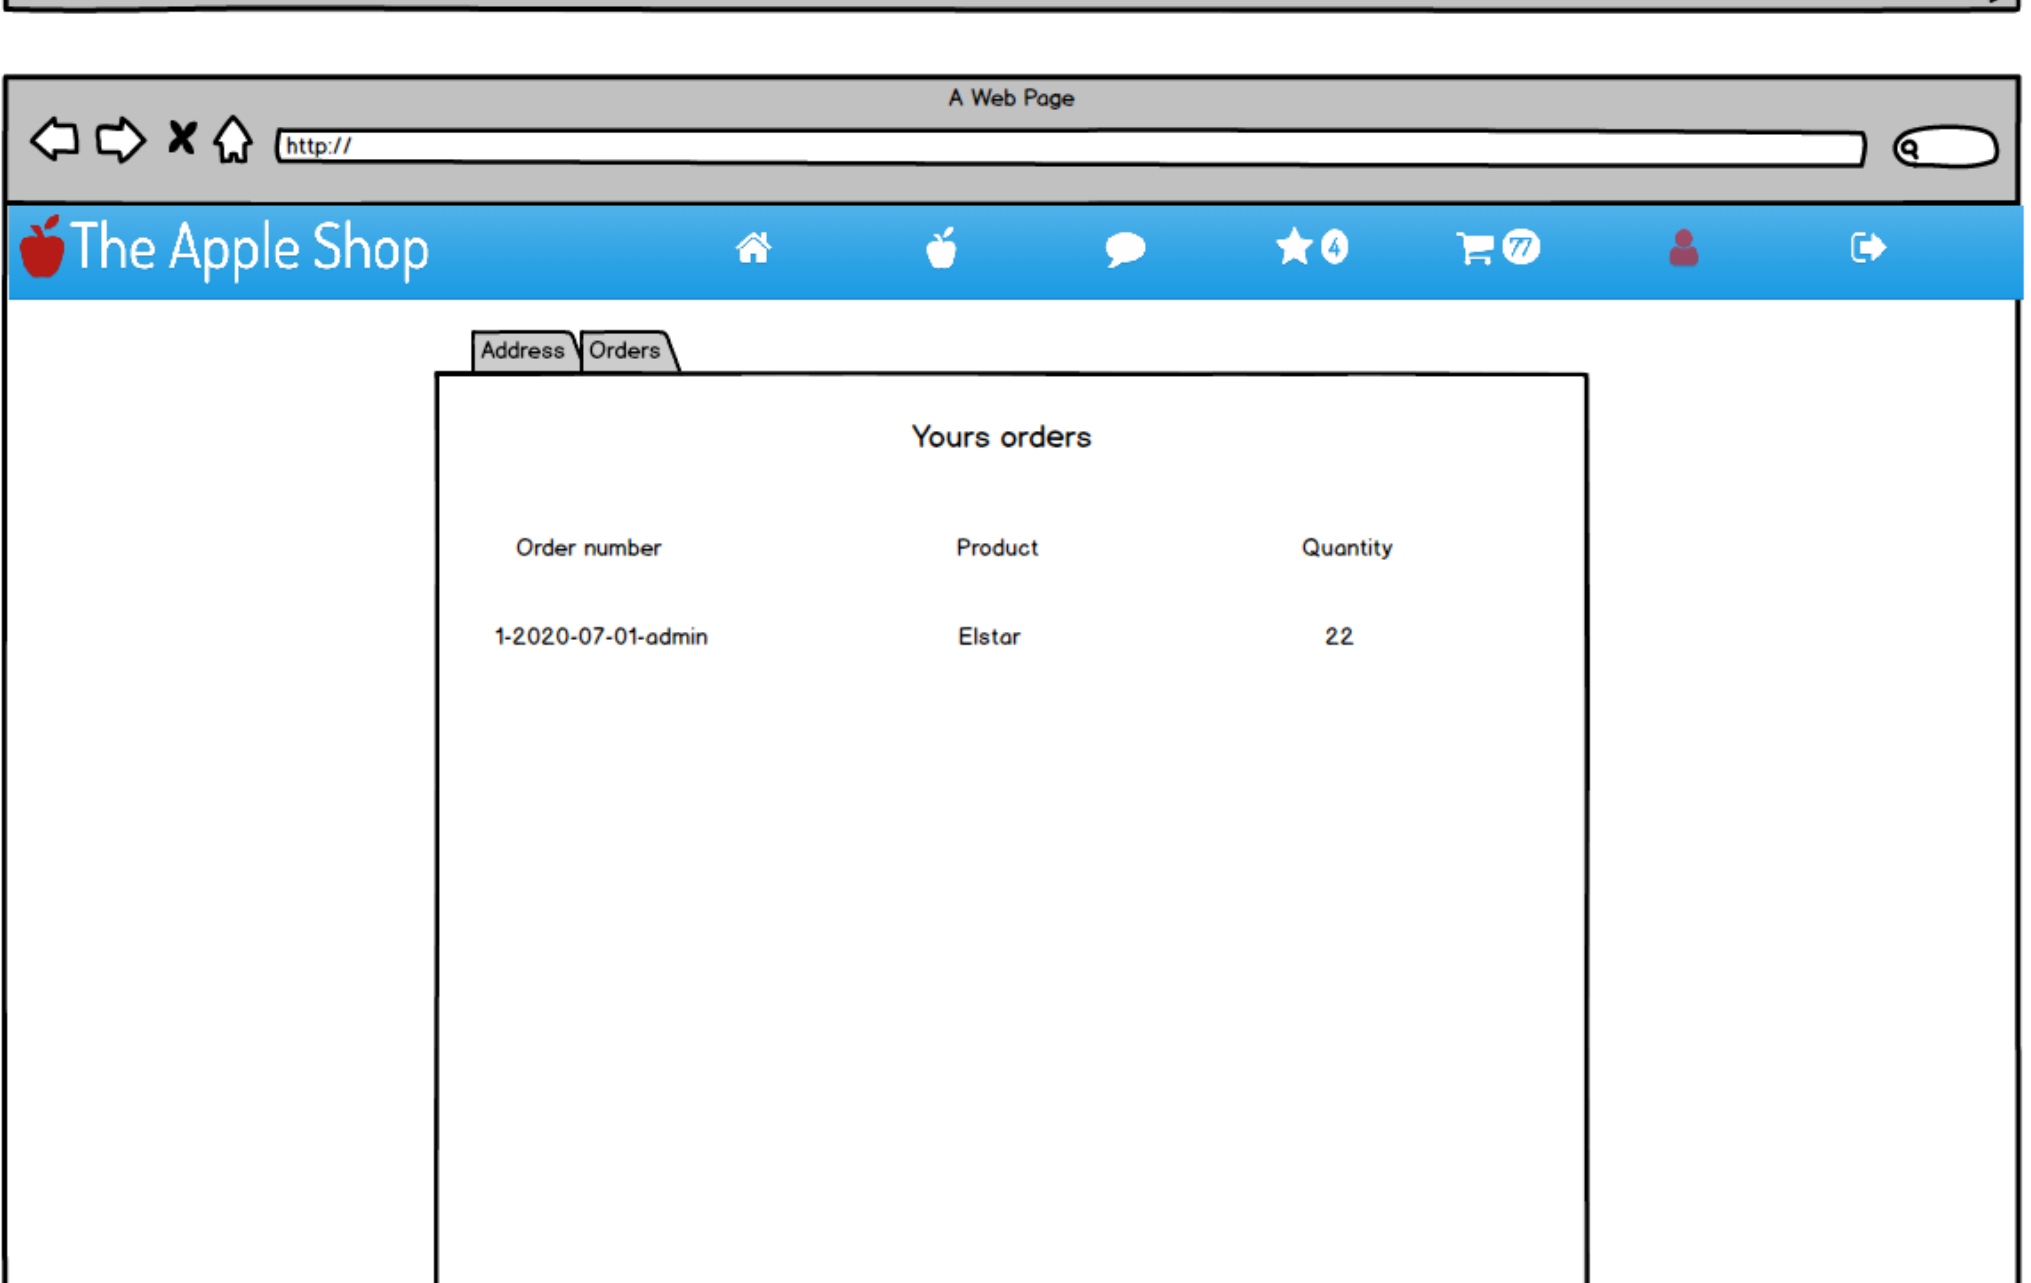 A Web Page
http://
The Apple Shop
4
77
Address
Orders
Yours orders
Order number Product Quantity
1-2020-07-01-admin Elstar 22